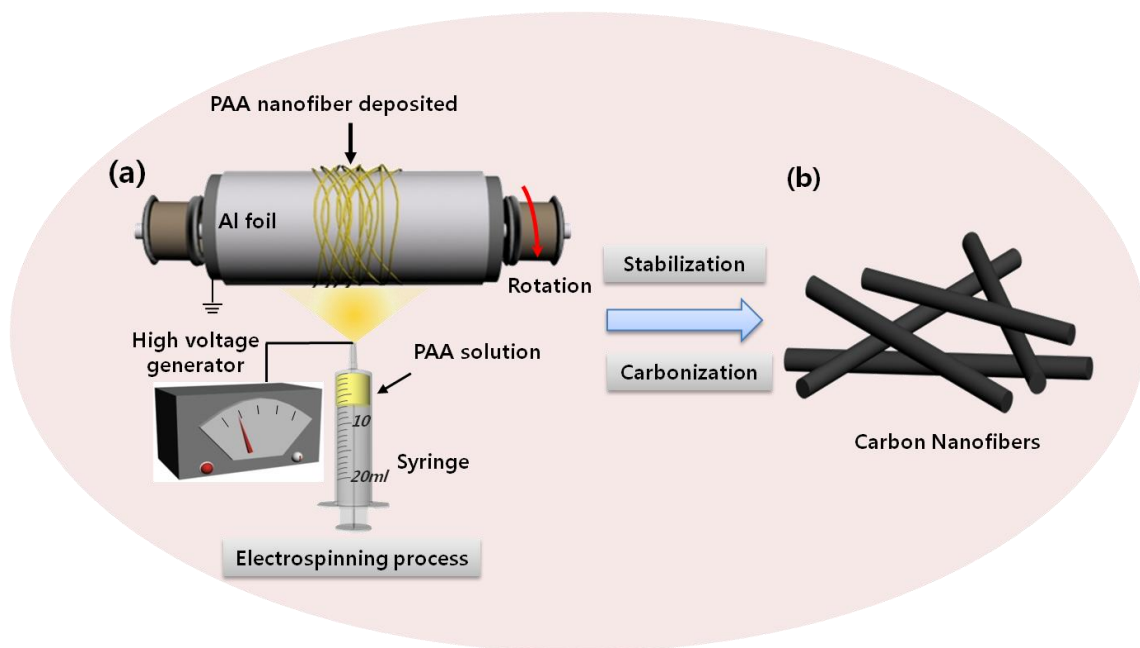 PAA nanofiber deposited
(a)
(b)
Al foil
Rotation
Stabilization
Carbonization
High voltage
generator
PAA solution
10
20ml
Syringe
Carbon Nanofibers
Electrospinning process